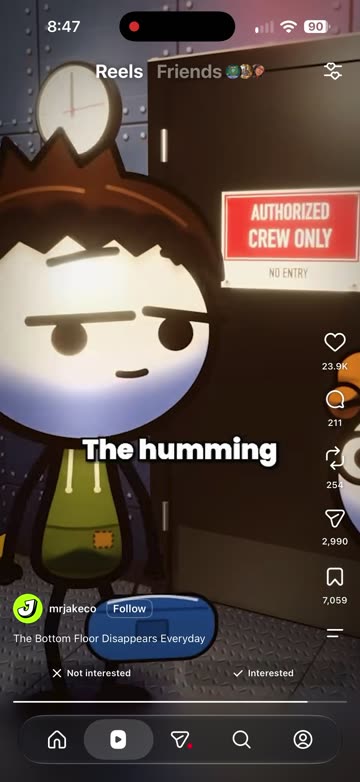 8:47
90
Reels Friends
AUTHORIZED
CREW ONLY
NO ENTRY
23.9K
211
The humming
254
2,990
7,059
mrjakeco Follow
The Bottom Floor Disappears Everyday
Not interested Interested